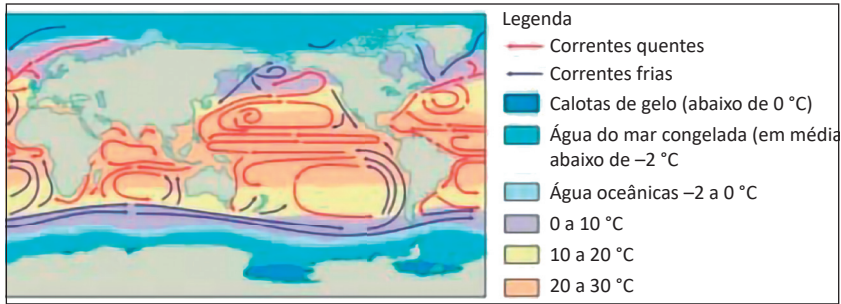 Legenda
Correntes quentes
Correntes frias
Calotas de gelo (abaixo de 0 °C)
Água do mar congelada (em média
abaixo de –2 °C
Água oceânicas –2 a 0 °C
0 a 10 °C
10 a 20 °C
20 a 30 °C